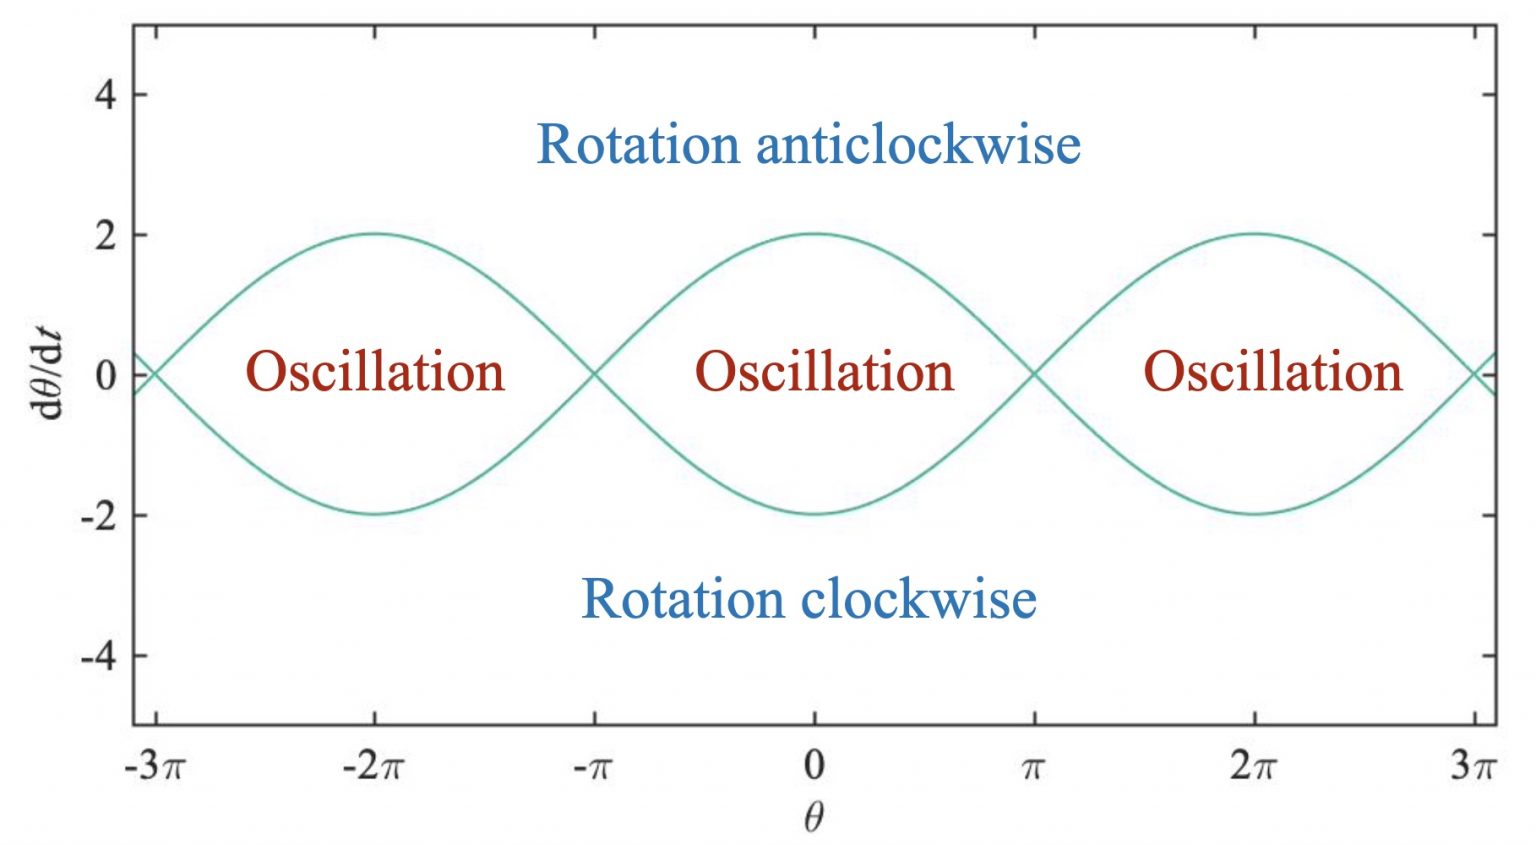 4
Rotation anticlockwise
2
dθ/dt
0
Oscillation Oscillation Oscillation
-2
Rotation clockwise
-4
-3π -2π -π 0 π 2π 3π
θ